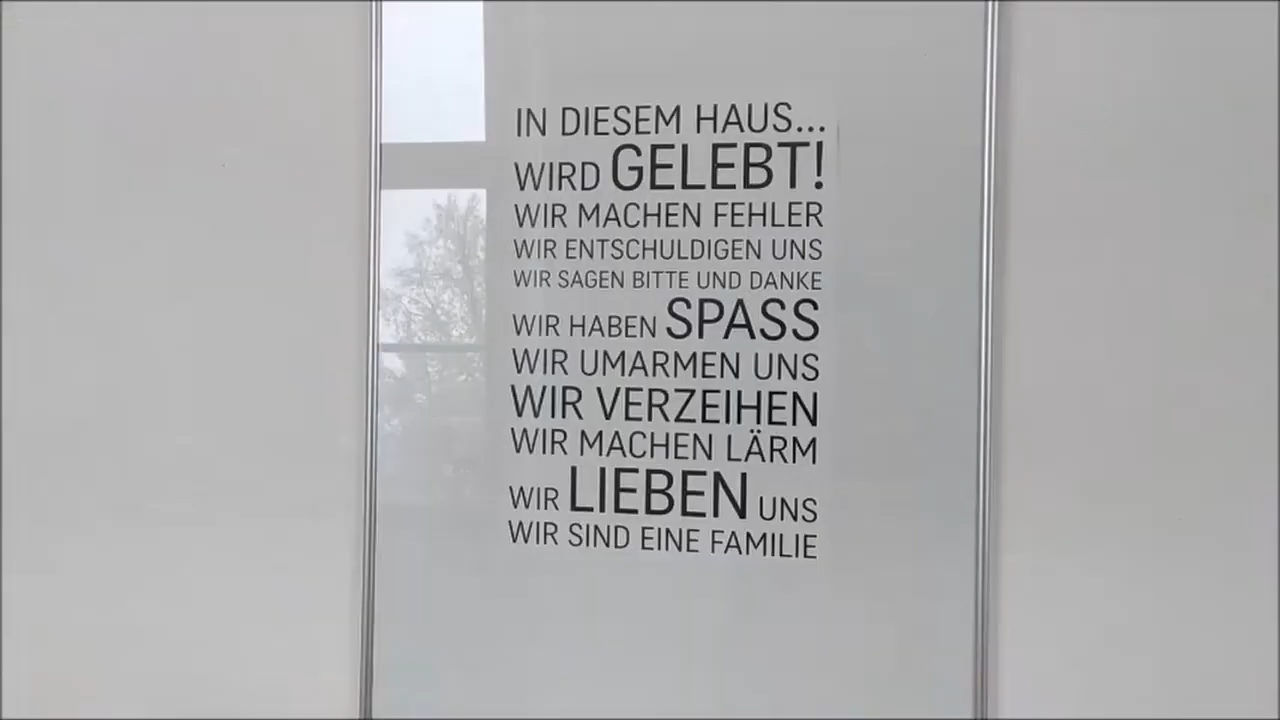 IN DIESEM HAUS...
WIRD GELEBT!
WIR MACHEN FEHLER
WIR ENTSCHULDIGEN UNS
WIR SAGEN BITTE UND DANKE
WIR HABEN SPASS
WIR UMARMEN UNS
WIR VERZEIHEN
WIR MACHEN LÄRM
WIR LIEBEN UNS
WIR SIND EINE FAMILIE